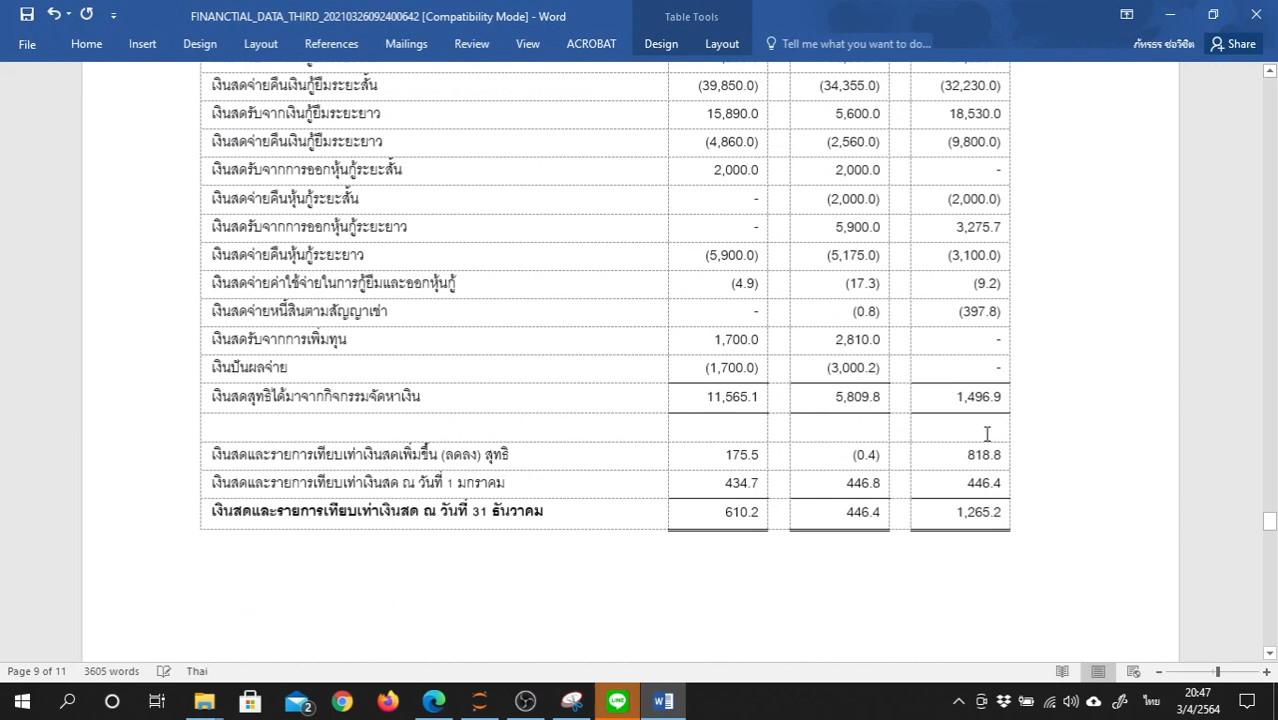 FINANCTIAL_DATA_THIRD_20210326092400642 [Compatibility Mode] - Word
Table Tools
File Home Insert Design Layout References Mailings Review View ACROBAT Design Layout Tell me what you want to do... ภัทรธร ช่อวิชิต Share
เงินสดจ่ายคืนเงินกู้ยืมระยะสั้น (39,850.0) (34,355.0) (32,230.0)
เงินสดรับจากเงินกู้ยืมระยะยาว 15,890.0 5,600.0 18,530.0
เงินสดจ่ายคืนเงินกู้ยืมระยะยาว (4,860.0) (2,560.0) (9,800.0)
เงินสดรับจากการออกหุ้นกู้ระยะสั้น 2,000.0 2,000.0 -
เงินสดจ่ายคืนหุ้นกู้ระยะสั้น - (2,000.0) (2,000.0)
เงินสดรับจากการออกหุ้นกู้ระยะยาว - 5,900.0 3,275.7
เงินสดจ่ายคืนหุ้นกู้ระยะยาว (5,900.0) (5,175.0) (3,100.0)
เงินสดจ่ายค่าใช้จ่ายในการกู้ยืมและออกหุ้นกู้ (4.9) (17.3) (9.2)
เงินสดจ่ายหนี้สินตามสัญญาเช่า - (0.8) (397.8)
เงินสดรับจากการเพิ่มทุน 1,700.0 2,810.0 -
เงินปันผลจ่าย (1,700.0) (3,000.2) -
เงินสดสุทธิได้มาจากกิจกรรมจัดหาเงิน 11,565.1 5,809.8 1,496.9
เงินสดและรายการเทียบเท่าเงินสดเพิ่มขึ้น (ลดลง) สุทธิ 175.5 (0.4) 818.8
เงินสดและรายการเทียบเท่าเงินสด ณ วันที่ 1 มกราคม 434.7 446.8 446.4
เงินสดและรายการเทียบเท่าเงินสด ณ วันที่ 31 ธันวาคม 610.2 446.4 1,265.2
Page 9 of 11 3605 words Thai
2 LINE ไทย 20:47
3/4/2564